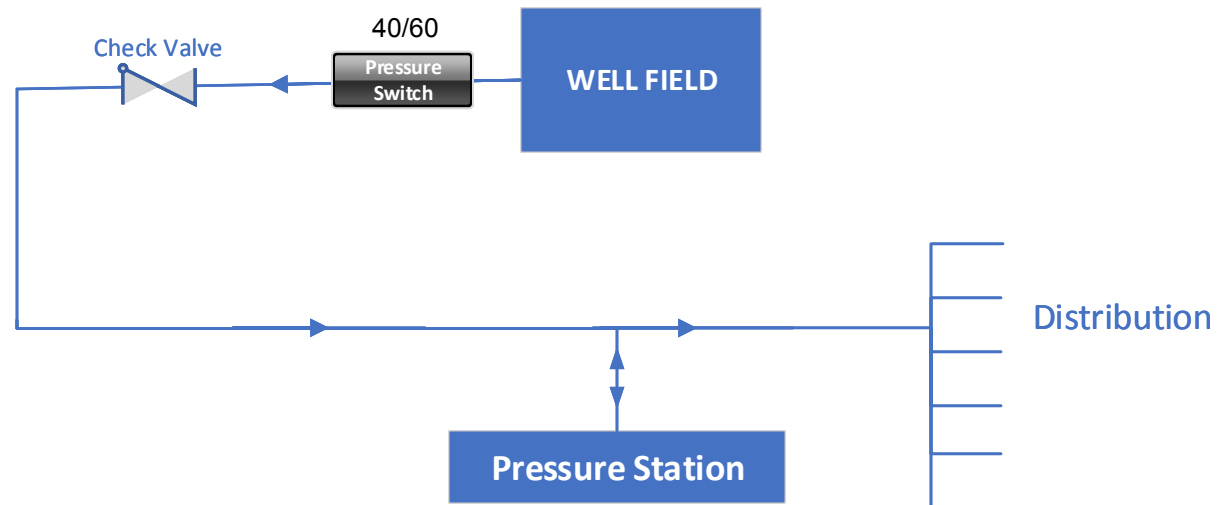 40/60
Check Valve
Pressure
Switch
WELL FIELD
Distribution
Pressure Station